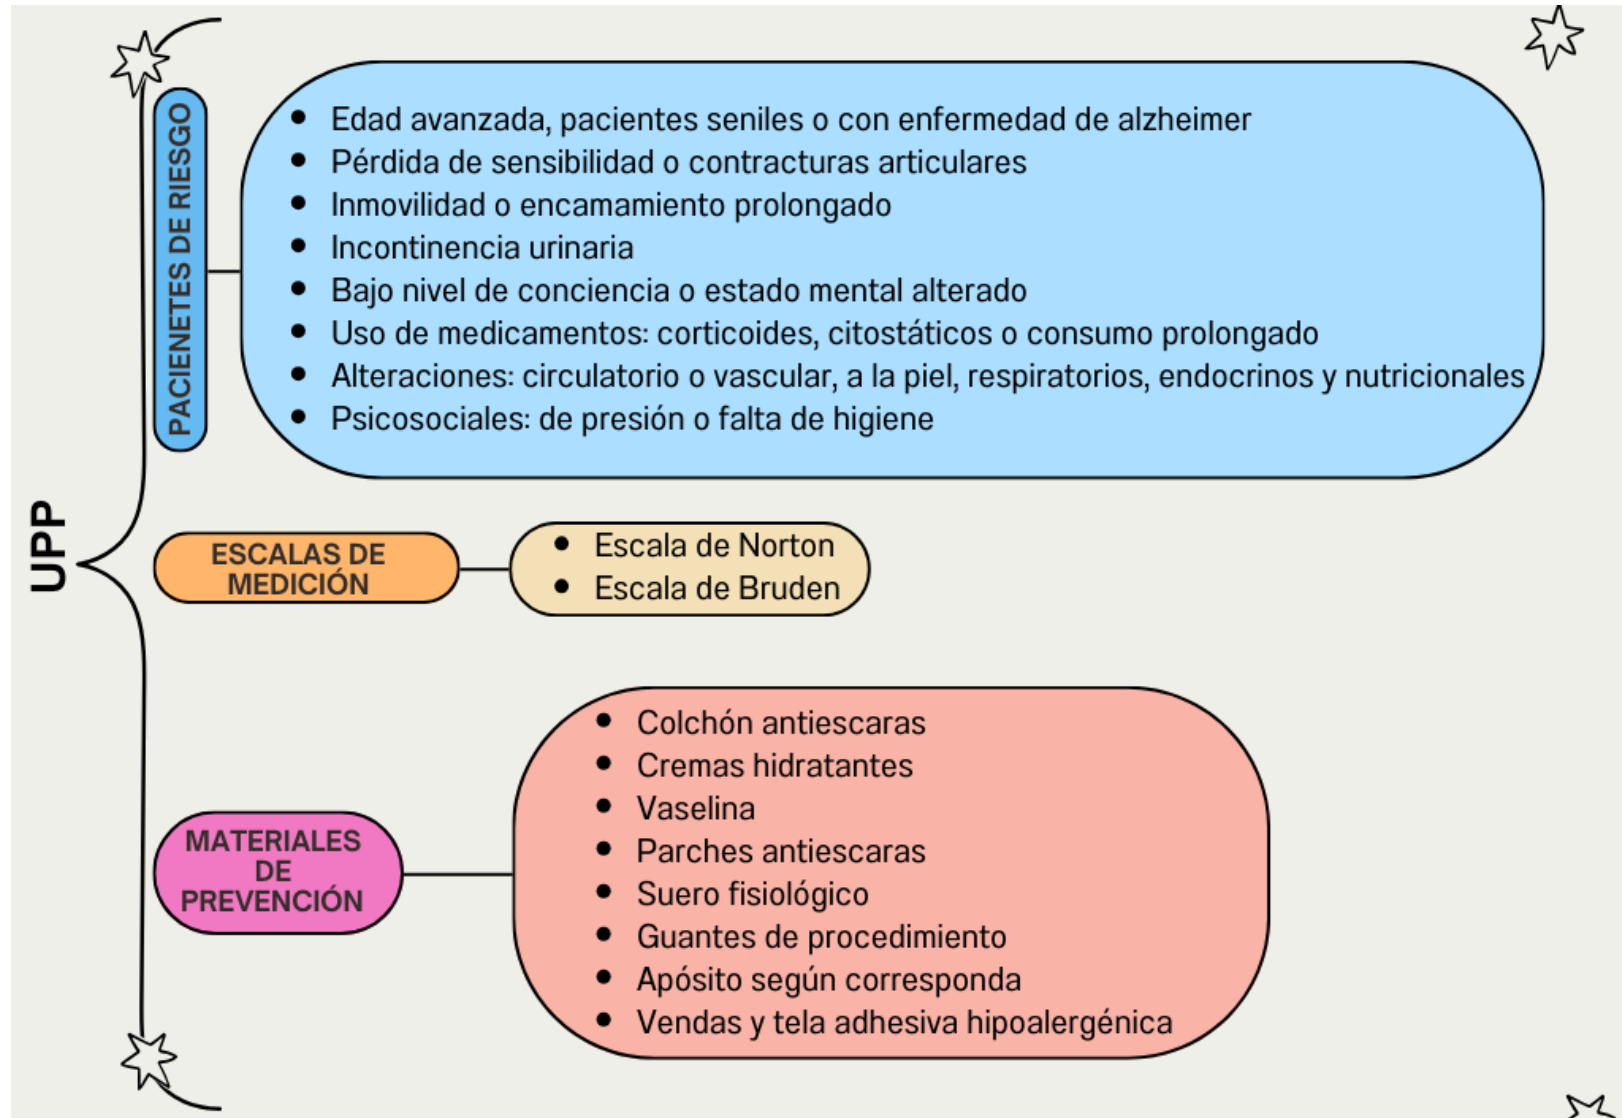 UPP
PACIENETES DE RIESGO
• Edad avanzada, pacientes seniles o con enfermedad de alzheimer
• Pérdida de sensibilidad o contracturas articulares
• Inmovilidad o encamamiento prolongado
• Incontinencia urinaria
• Bajo nivel de conciencia o estado mental alterado
• Uso de medicamentos: corticoides, citostáticos o consumo prolongado
• Alteraciones: circulatorio o vascular, a la piel, respiratorios, endocrinos y nutricionales
• Psicosociales: de presión o falta de higiene
ESCALAS DE
MEDICIÓN
• Escala de Norton
• Escala de Bruden
MATERIALES
DE
PREVENCIÓN
• Colchón antiescaras
• Cremas hidratantes
• Vaselina
• Parches antiescaras
• Suero fisiológico
• Guantes de procedimiento
• Apósito según corresponda
• Vendas y tela adhesiva hipoalergénica